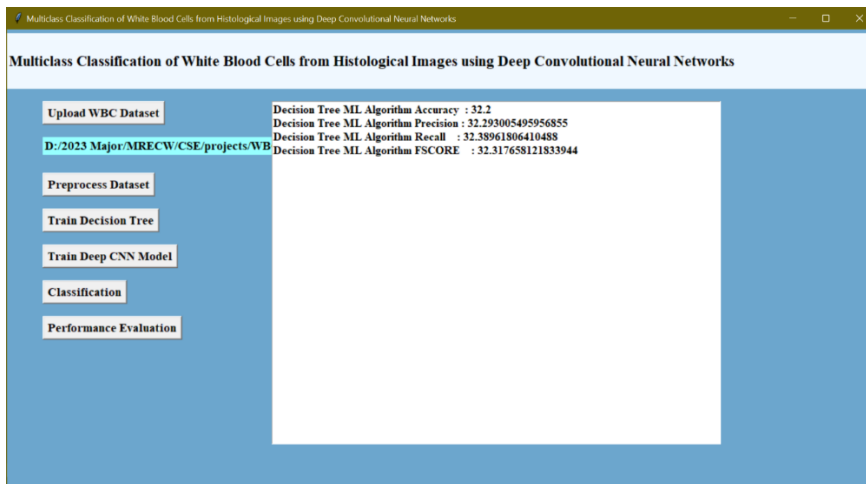 Multiclass Classification of White Blood Cells from Histological Images using Deep Convolutional Neural Networks
Multiclass Classification of White Blood Cells from Histological Images using Deep Convolutional Neural Networks
Upload WBC Dataset
D:/2023 Major/MRECW/CSE/projects/WB
Preprocess Dataset
Train Decision Tree
Train Deep CNN Model
Classification
Performance Evaluation
Decision Tree ML Algorithm Accuracy : 32.2
Decision Tree ML Algorithm Precision : 32.293005495956855
Decision Tree ML Algorithm Recall : 32.38961806410488
Decision Tree ML Algorithm FSCORE : 32.317658121833944